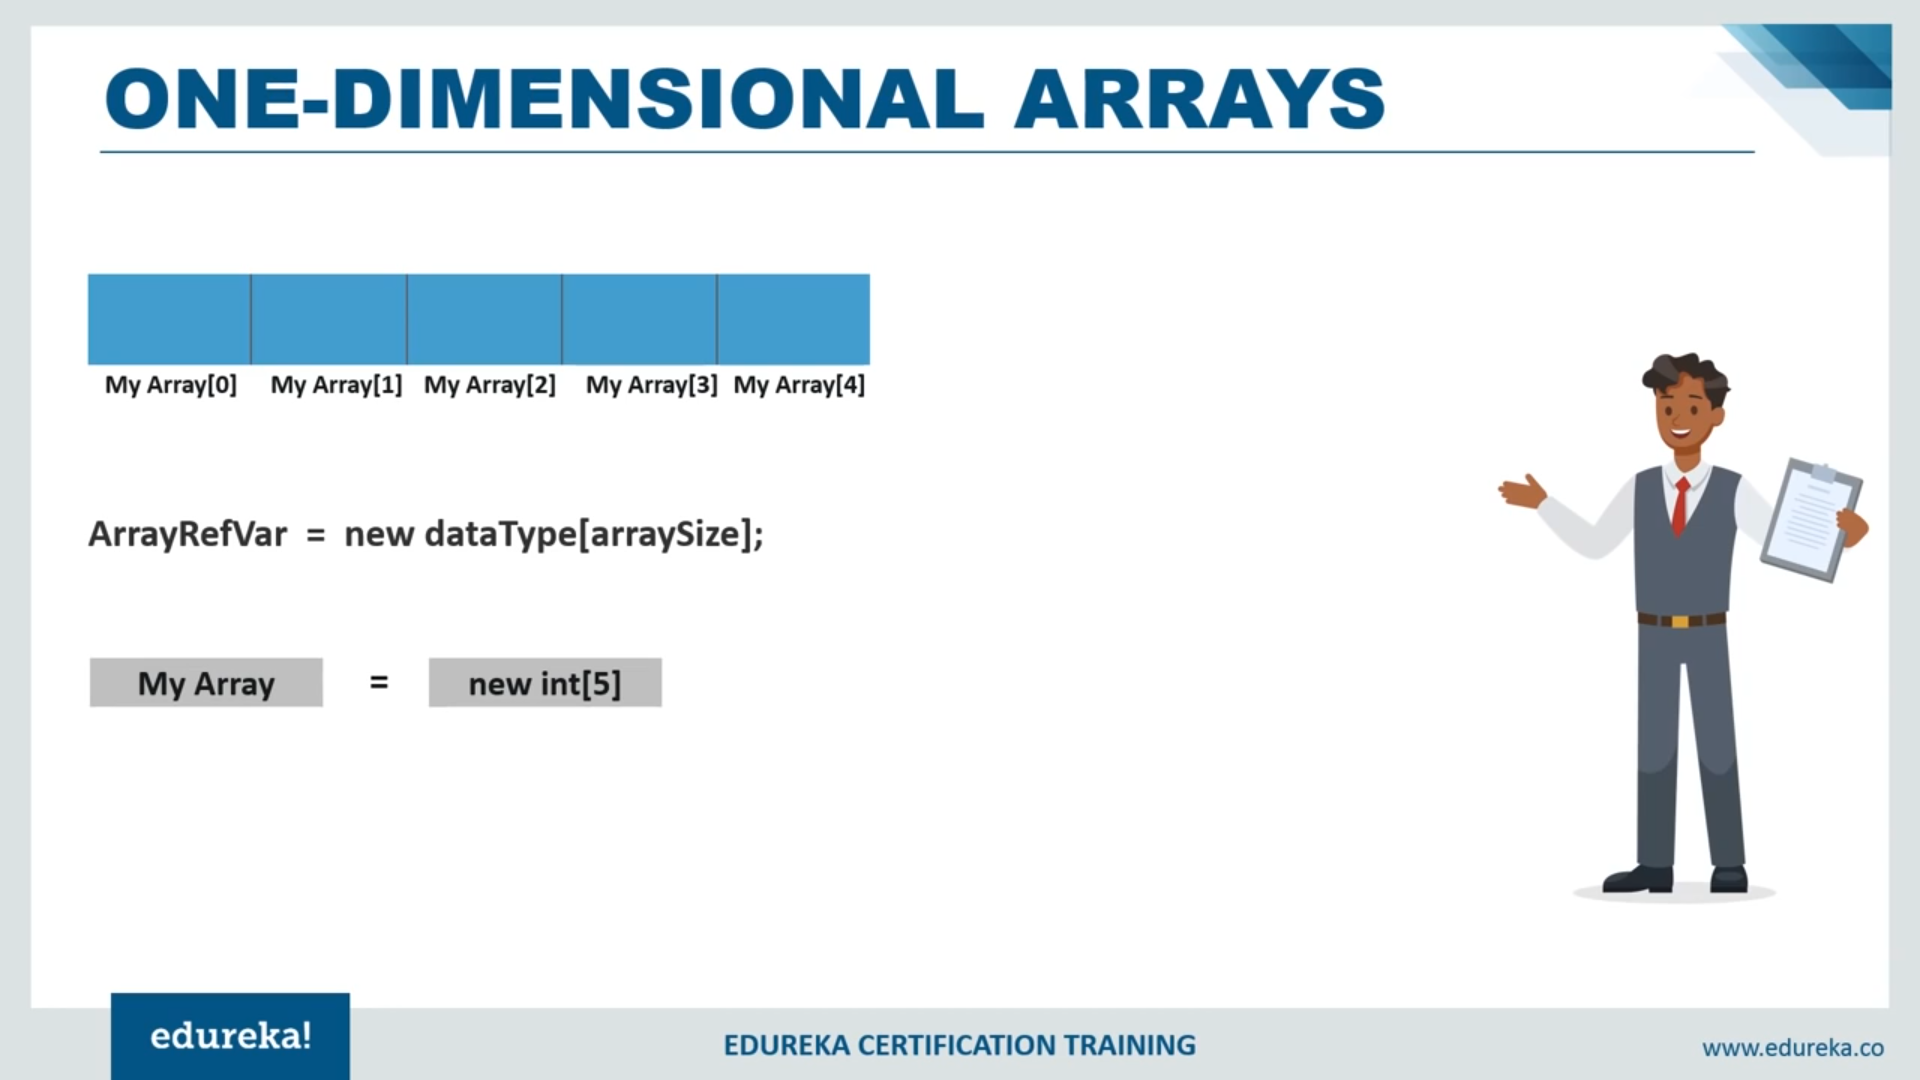 ONE-DIMENSIONAL ARRAYS
My Array[0] My Array[1] My Array[2] My Array[3] My Array[4]
ArrayRefVar = new dataType[arraySize];
My Array = new int[5]
edureka!
EDUREKA CERTIFICATION TRAINING
www.edureka.co